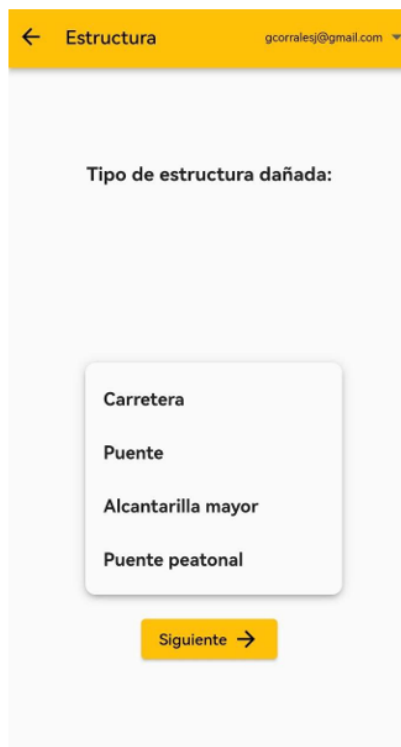 Estructura
gcorralesj@gmail.com
Tipo de estructura dañada:
Carretera
Puente
Alcantarilla mayor
Puente peatonal
Siguiente